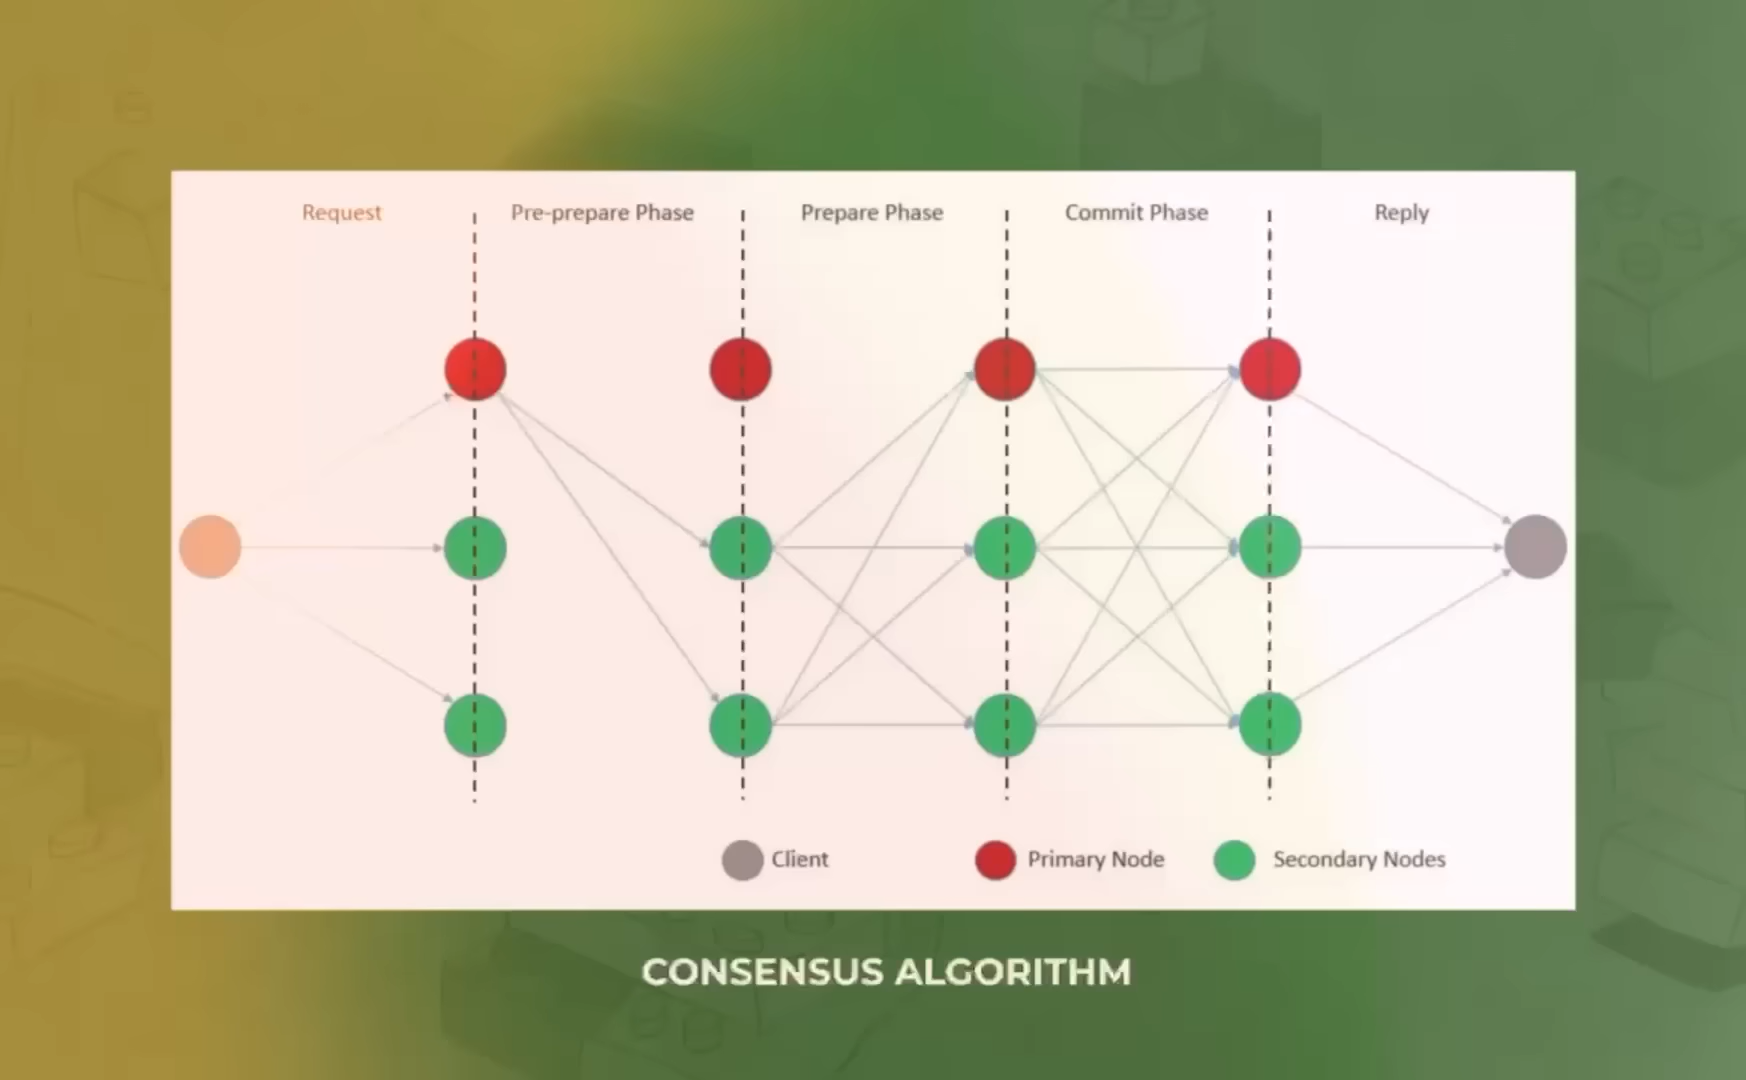 Request
Pre-prepare Phase
Prepare Phase
Commit Phase
Reply
Client
Primary Node
Secondary Nodes
CONSENSUS ALGORITHM